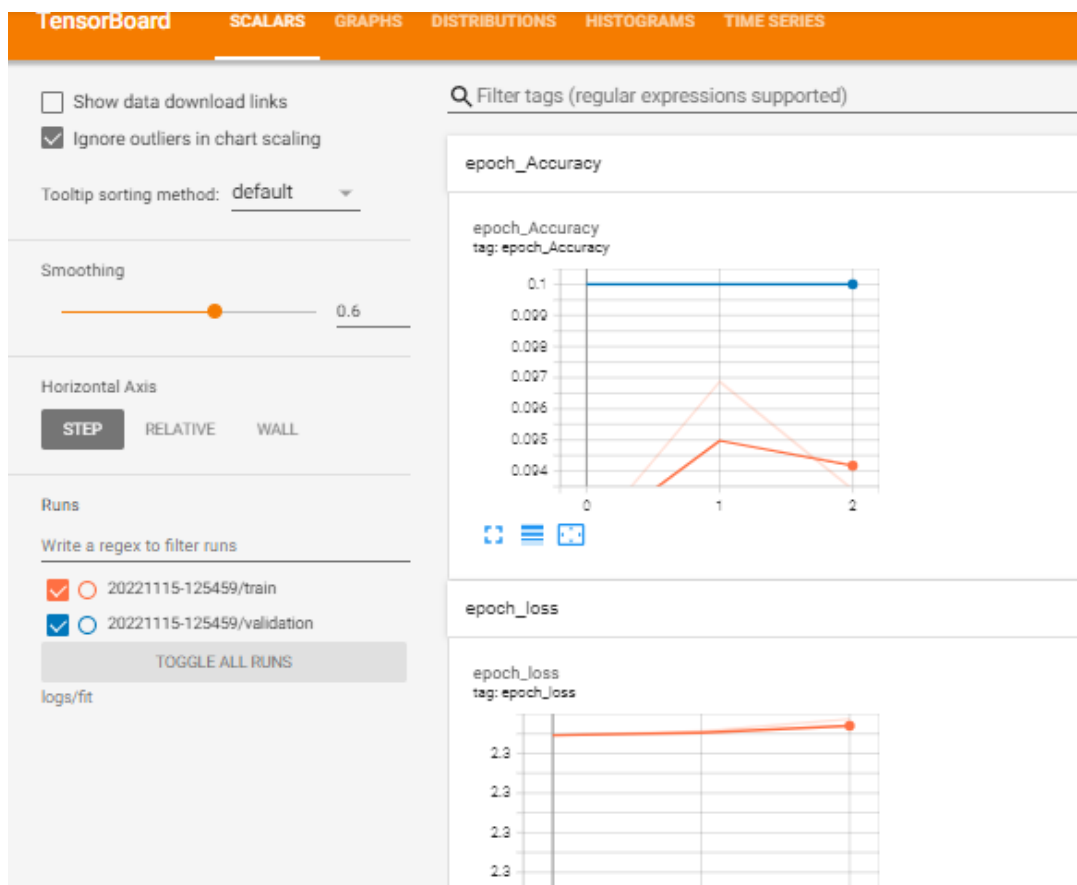 TensorBoard SCALARS GRAPHS DISTRIBUTIONS HISTOGRAMS TIME SERIES
Show data download links
Ignore outliers in chart scaling
Tooltip sorting method: default
Smoothing
0.6
Horizontal Axis
STEP RELATIVE WALL
Runs
Write a regex to filter runs
20221115-125459/train
20221115-125459/validation
TOGGLE ALL RUNS
logs/fit
Filter tags (regular expressions supported)
epoch_Accuracy
epoch_Accuracy
tag: epoch_Accuracy
0.1
0.099
0.098
0.097
0.096
0.095
0.094
0 1 2
epoch_loss
epoch_loss
tag: epoch_loss
2.3
2.3
2.3
2.3